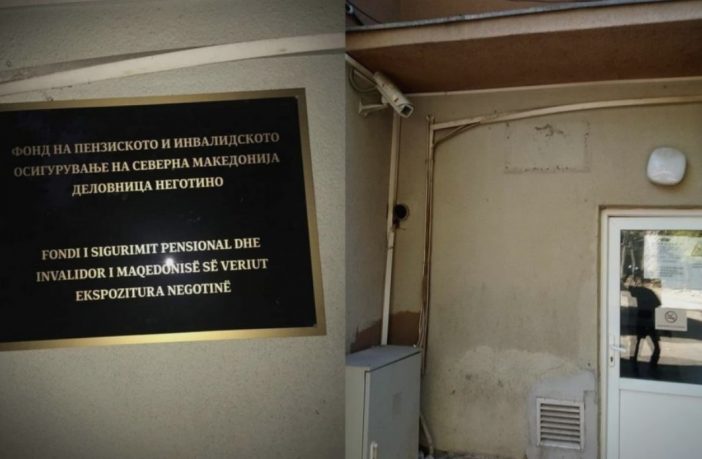 ФОНД НА ПЕНЗИСКОТО И ИНВАЛИДСКОТО
ОСИГУРУВАЊЕ НА СЕВЕРНА МАКЕДОНИЈА
ДЕЛОВНИЦА НЕГОТИНО
FONDI I SIGURIMIT PENSIONAL DHE
INVALIDOR I MAQEDONISË SË VERIUT
EKSPOZITURA NEGOTINË